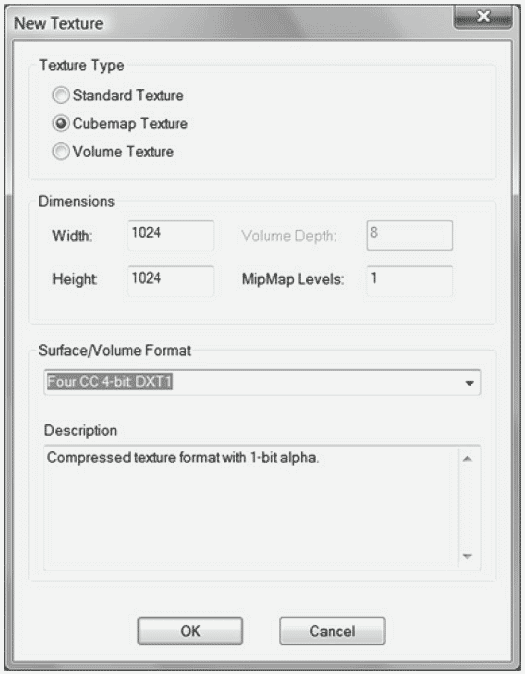 New Texture
Texture Type
Standard Texture
Cubemap Texture
Volume Texture
Dimensions
Width: 1024 Volume Depth: 8
Height: 1024 MipMap Levels: 1
Surface/Volume Format
Four CC 4-bit: DXT1
Description
Compressed texture format with 1-bit alpha.
OK Cancel